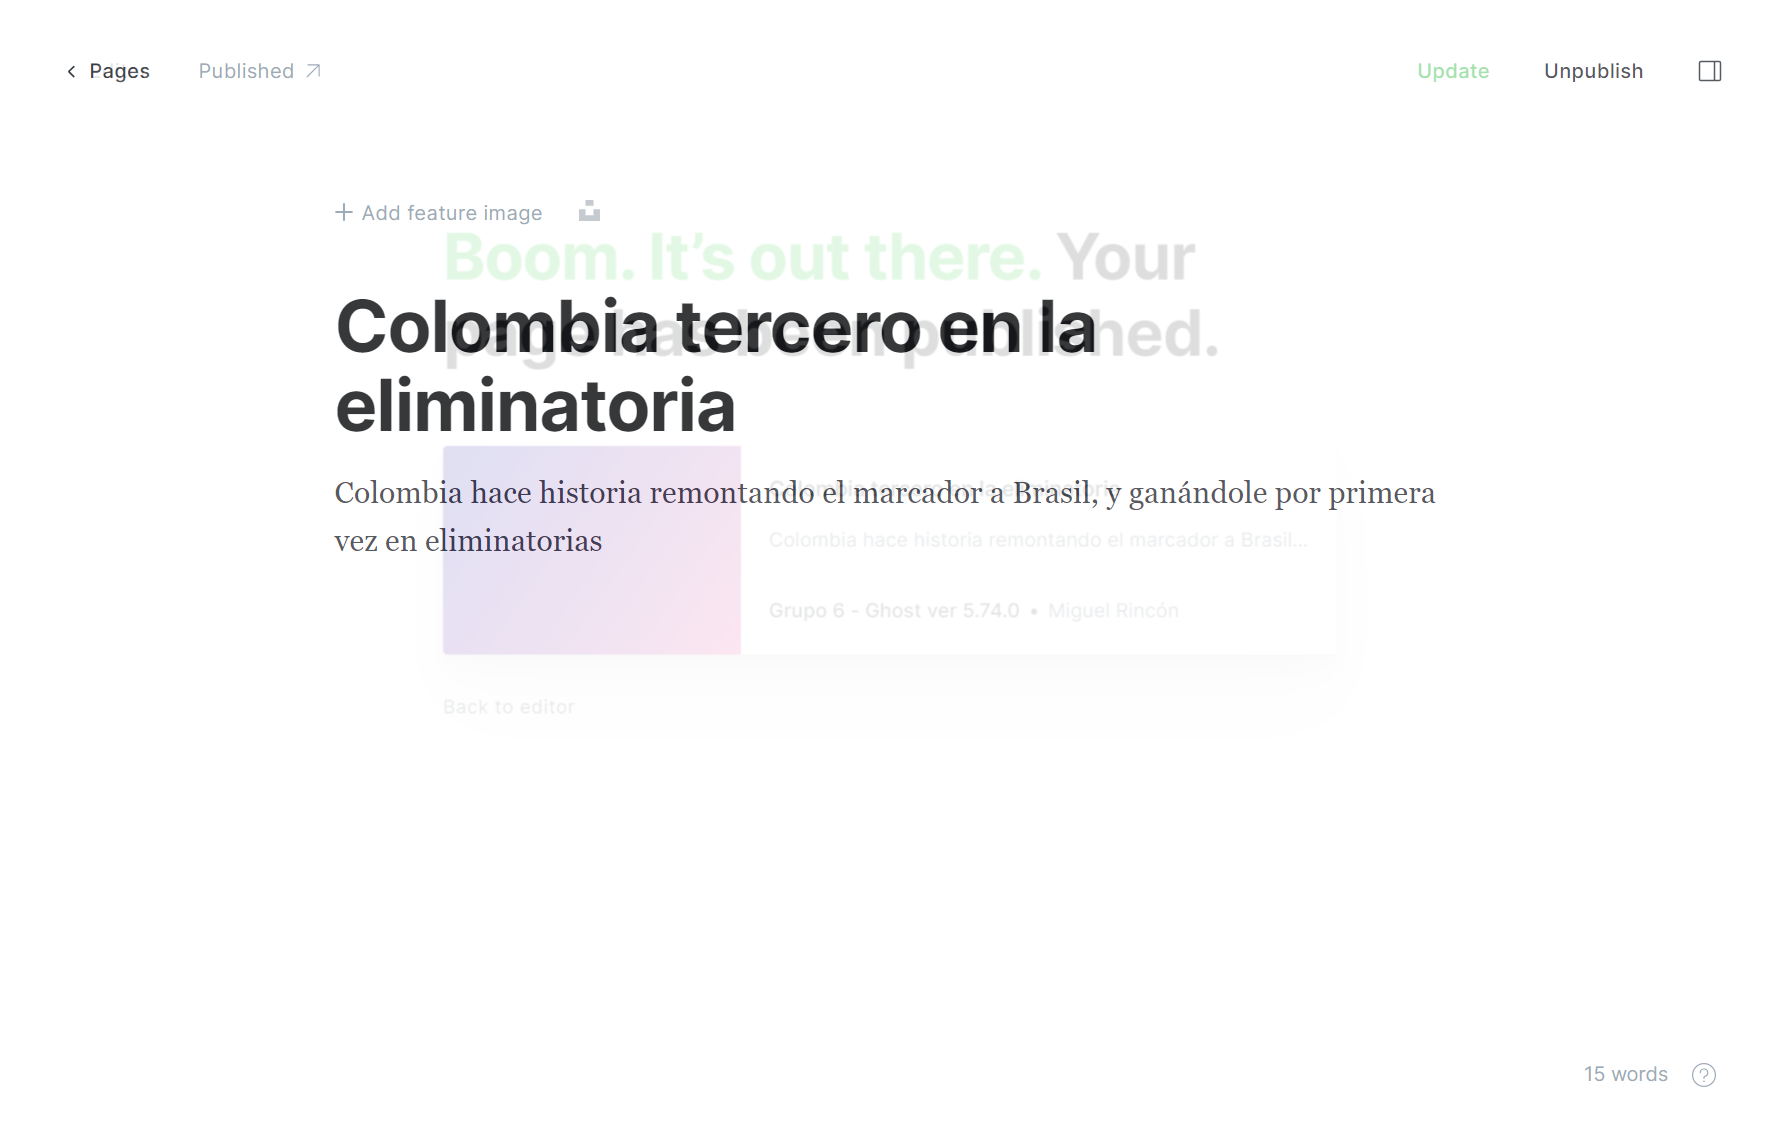 Pages
Published
Update
Unpublish
Add feature image
Boom. It's out there. Your
page has been published.
Colombia tercero en la
eliminatoria
Colombia hace historia remontando el marcador a Brasil, y ganándole por primera
vez en eliminatorias
Colombia tercero en la eliminatoria
Colombia hace historia remontando el marcador a Brasil...
Grupo 6 - Ghost ver 5.74.0 • Miguel Rincón
Back to editor
15 words